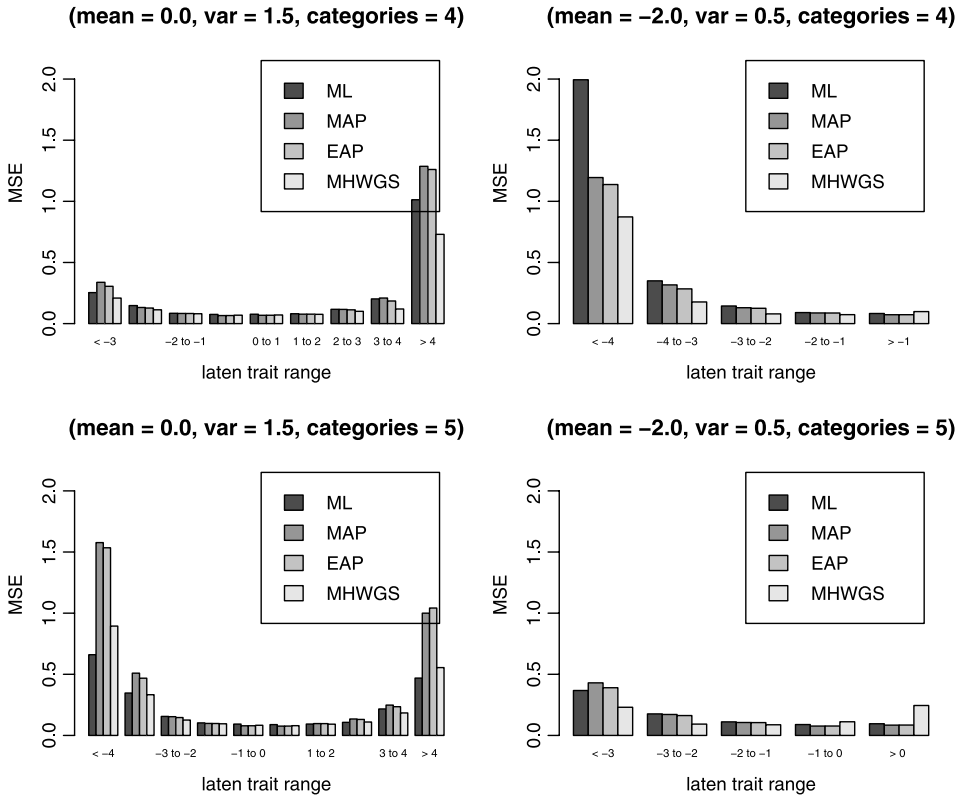 (mean = 0.0, var = 1.5, categories = 4)
MSE
2.0
1.5
1.0
0.5
0.0
ML
MAP
EAP
MHWGS
< −3 −2 to −1 0 to 1 1 to 2 2 to 3 3 to 4 > 4
laten trait range
(mean = −2.0, var = 0.5, categories = 4)
MSE
2.0
1.5
1.0
0.5
0.0
ML
MAP
EAP
MHWGS
< −4 −4 to −3 −3 to −2 −2 to −1 > −1
laten trait range
(mean = 0.0, var = 1.5, categories = 5)
MSE
2.0
1.5
1.0
0.5
0.0
ML
MAP
EAP
MHWGS
< −4 −3 to −2 −1 to 0 1 to 2 3 to 4 > 4
laten trait range
(mean = −2.0, var = 0.5, categories = 5)
MSE
2.0
1.5
1.0
0.5
0.0
ML
MAP
EAP
MHWGS
< −3 −3 to −2 −2 to −1 −1 to 0 > 0
laten trait range